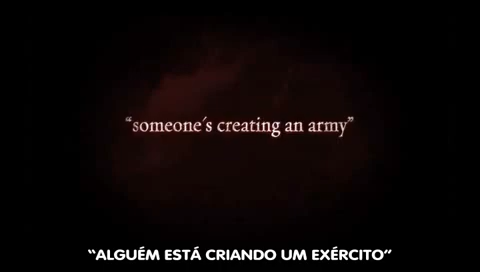 “someone´s creating an army”
“ALGUÉM ESTÁ CRIANDO UM EXÉRCITO”